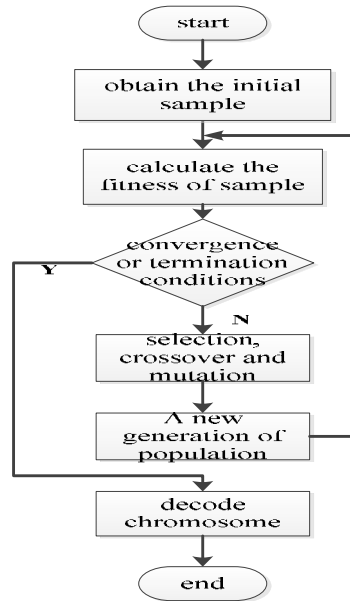 start
obtain the initial
sample
calculate the
fitness of sample
convergence
or termination
conditions
Y
N
selection,
crossover and
mutation
A new
generation of
population
decode
chromosome
end